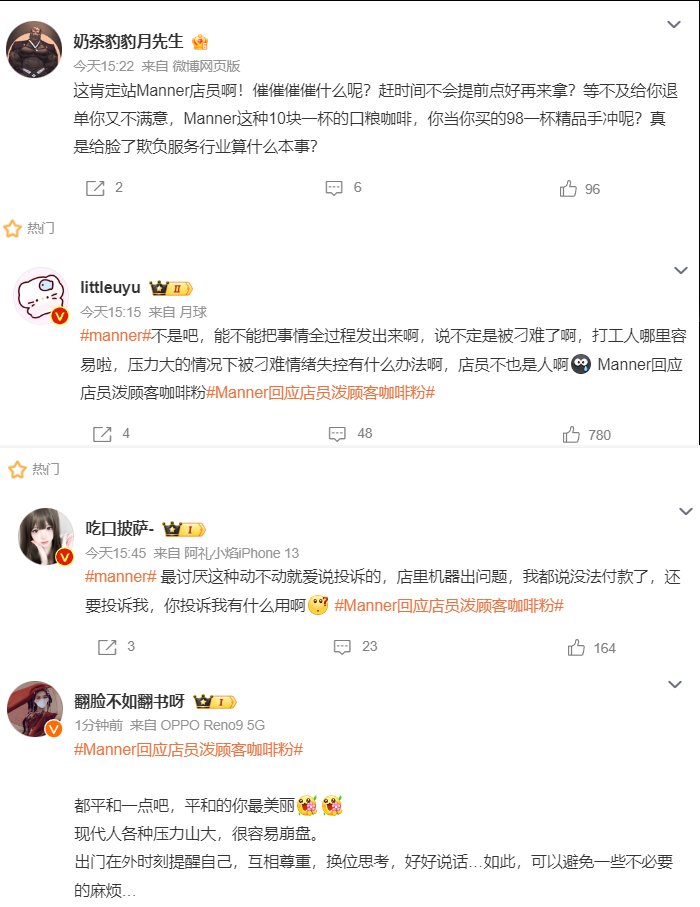 奶茶豹豹月先生
今天15:22 来自 微博网页版
这肯定站Manner店员啊！催催催催什么呢？赶时间不会提前点好再来拿？等不及给你退
单你又不满意，Manner这种10块一杯的口粮咖啡，你当你买的98一杯精品手冲呢？真
是给脸了欺负服务行业算什么本事？
2 6 96
热门
littleuyu II
今天15:15 来自 月球
#manner#不是吧，能不能把事情全过程发出来啊，说不定是被刁难了啊，打工人哪里容
易啦，压力大的情况下被刁难情绪失控有什么办法啊，店员不也是人啊 Manner回应
店员泼顾客咖啡粉#Manner回应店员泼顾客咖啡粉#
4 48 780
热门
吃口披萨- I
今天15:45 来自 阿礼小焰iPhone 13
#manner# 最讨厌这种动不动就爱说投诉的，店里机器出问题，我都说没法付款了，还
要投诉我，你投诉我有什么用啊 #Manner回应店员泼顾客咖啡粉#
3 23 164
翻脸不如翻书呀 I
1分钟前 来自 OPPO Reno9 5G
#Manner回应店员泼顾客咖啡粉#
都平和一点吧，平和的你最美丽
现代人各种压力山大，很容易崩盘。
出门在外时刻提醒自己，互相尊重，换位思考，好好说话...如此，可以避免一些不必要
的麻烦...